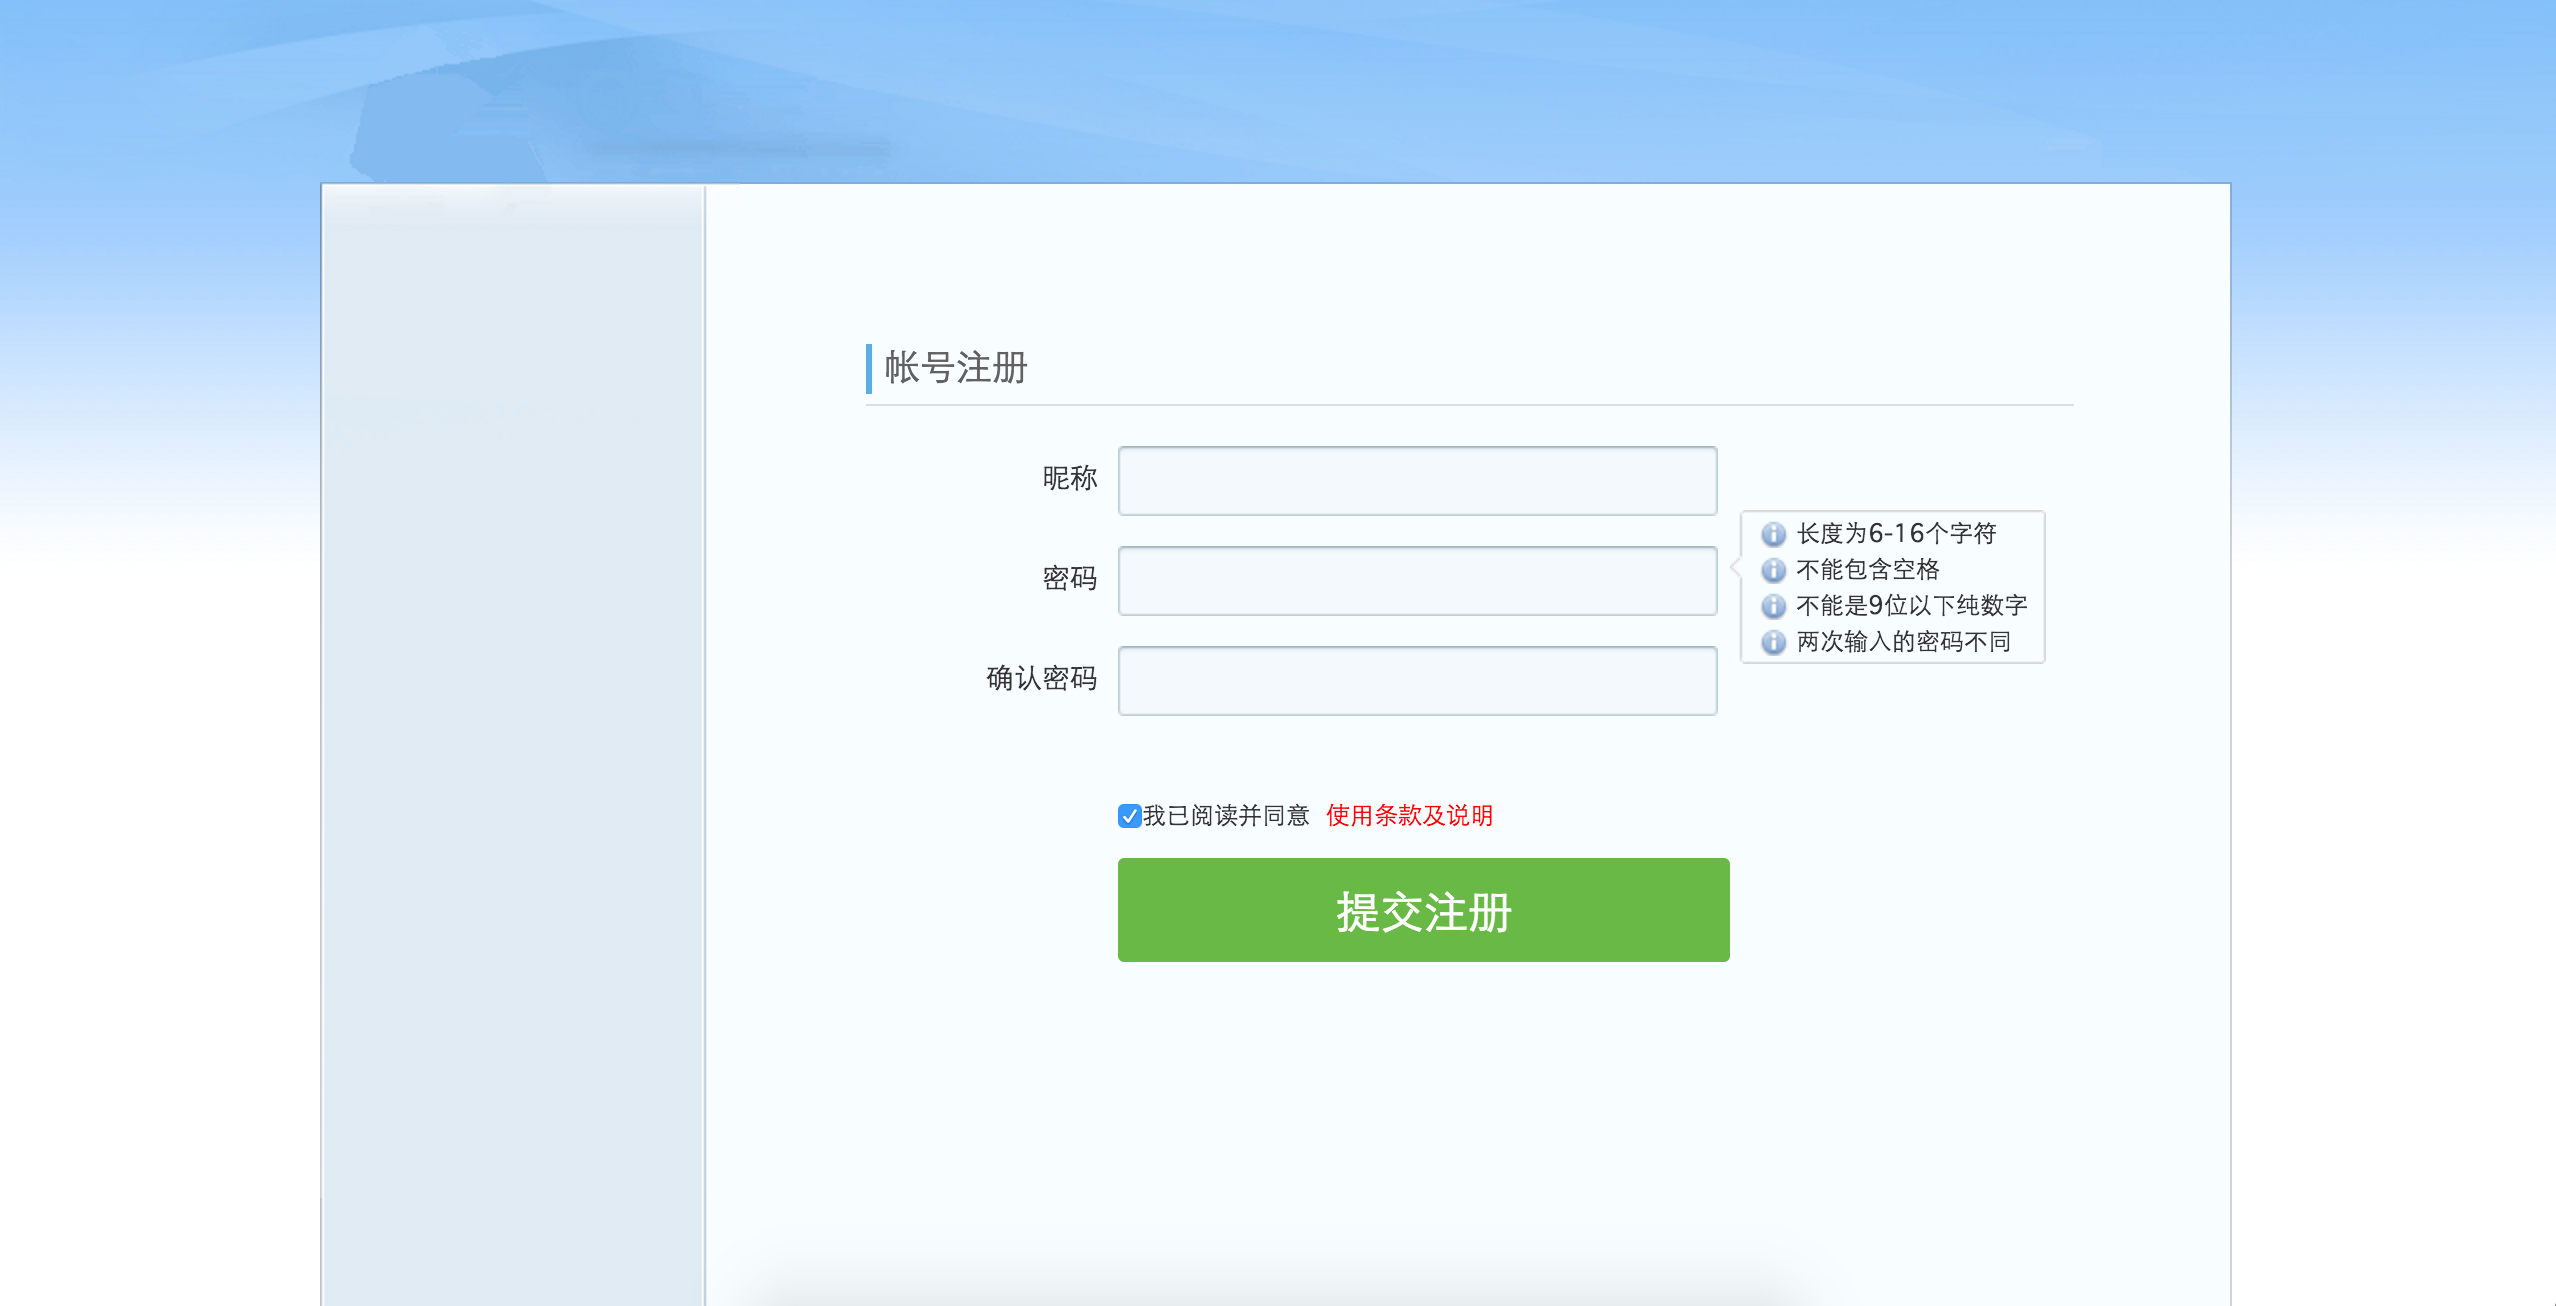 帐号注册
昵称
密码
长度为6-16个字符
不能包含空格
不能是9位以下纯数字
两次输入的密码不同
确认密码
我已阅读并同意 使用条款及说明
提交注册